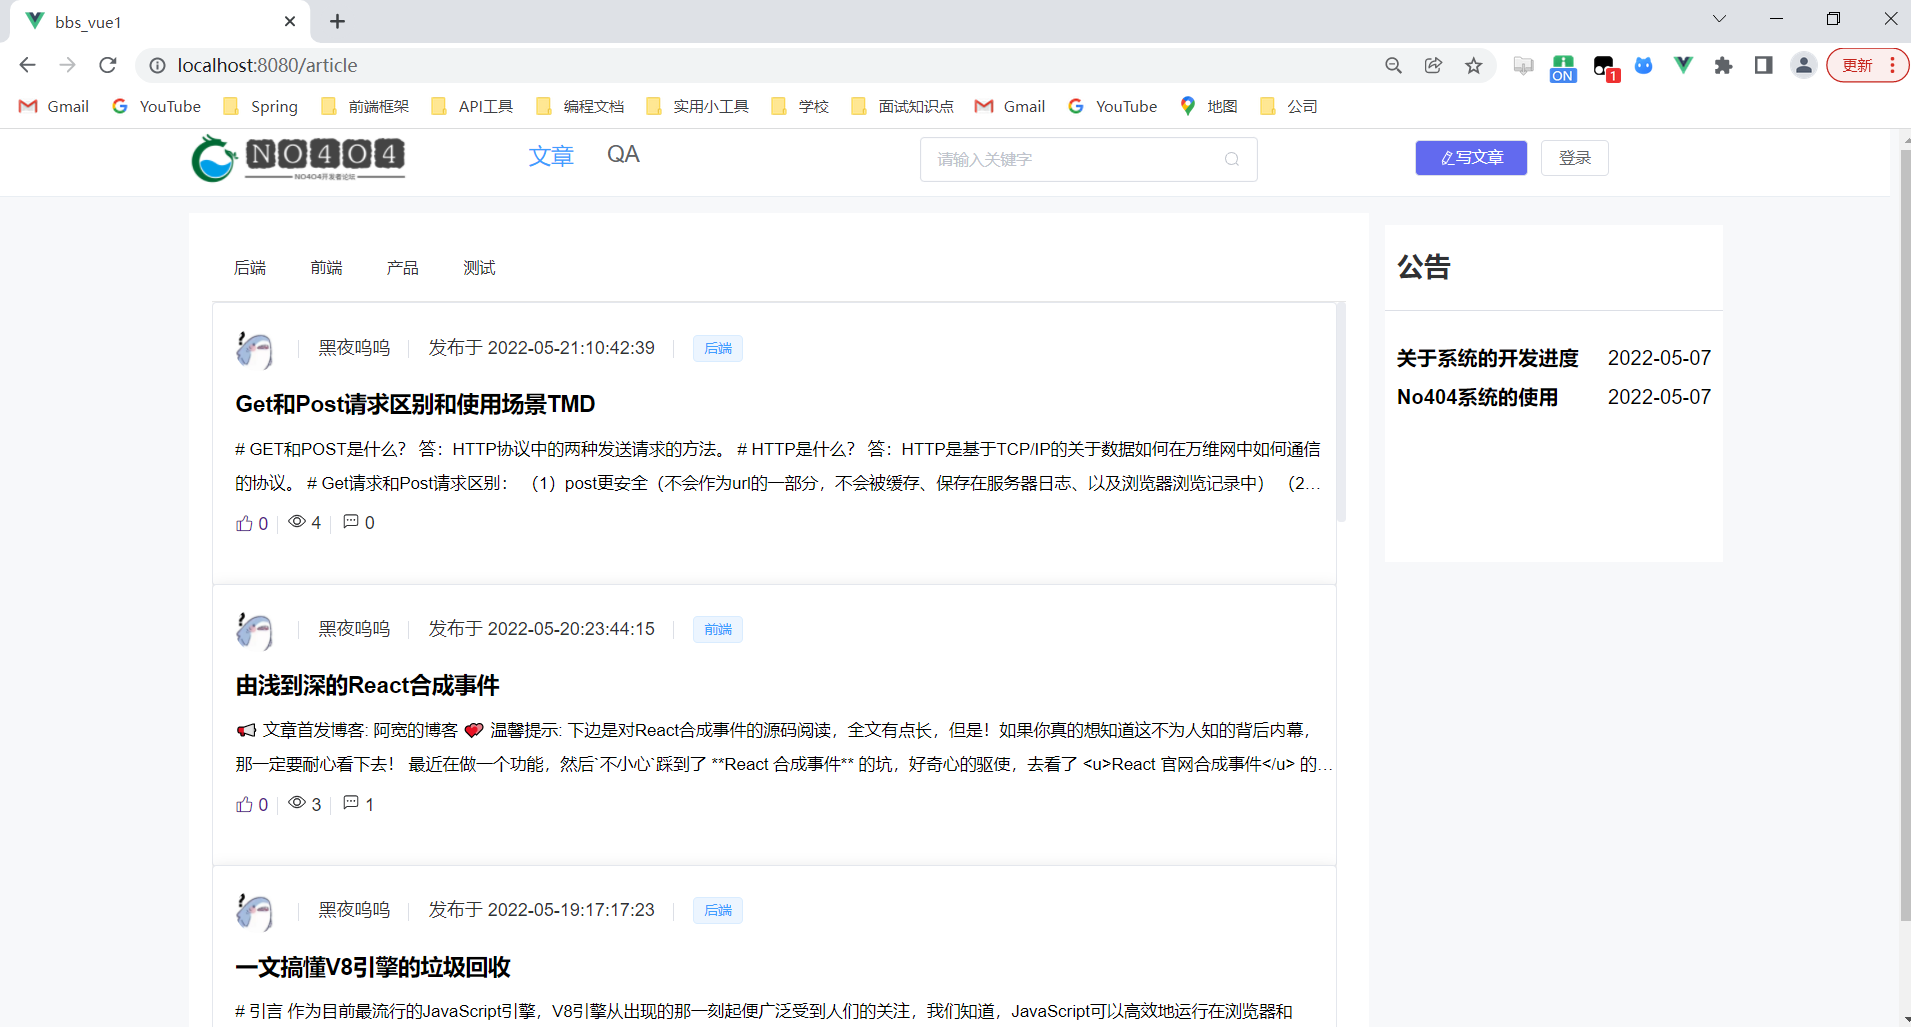 bbs_vue1
localhost:8080/article
ON
1
更新
Gmail YouTube Spring 前端框架 API工具 编程文档 实用小工具 学校 面试知识点 Gmail YouTube 地图 公司
NO404
NO404开发者论坛
文章 QA
请输入关键字
写文章
登录
后端 前端 产品 测试
黑夜呜呜 发布于 2022-05-21:10:42:39 后端
Get和Post请求区别和使用场景TMD
# GET和POST是什么？ 答：HTTP协议中的两种发送请求的方法。 # HTTP是什么？ 答：HTTP是基于TCP/IP的关于数据如何在万维网中如何通信
的协议。 # Get请求和Post请求区别： （1）post更安全（不会作为url的一部分，不会被缓存、保存在服务器日志、以及浏览器浏览记录中） （2...
0 4 0
黑夜呜呜 发布于 2022-05-20:23:44:15 前端
由浅到深的React合成事件
文章首发博客: 阿宽的博客 温馨提示: 下边是对React合成事件的源码阅读，全文有点长，但是！如果你真的想知道这不为人知的背后内幕，
那一定要耐心看下去！ 最近在做一个功能，然后`不小心`踩到了 **React 合成事件** 的坑，好奇心的驱使，去看了 <u>React 官网合成事件</u> 的...
0 3 1
黑夜呜呜 发布于 2022-05-19:17:17:23 后端
一文搞懂V8引擎的垃圾回收
# 引言 作为目前最流行的JavaScript引擎，V8引擎从出现的那一刻起便广泛受到人们的关注，我们知道，JavaScript可以高效地运行在浏览器和
公告
关于系统的开发进度 2022-05-07
No404系统的使用 2022-05-07